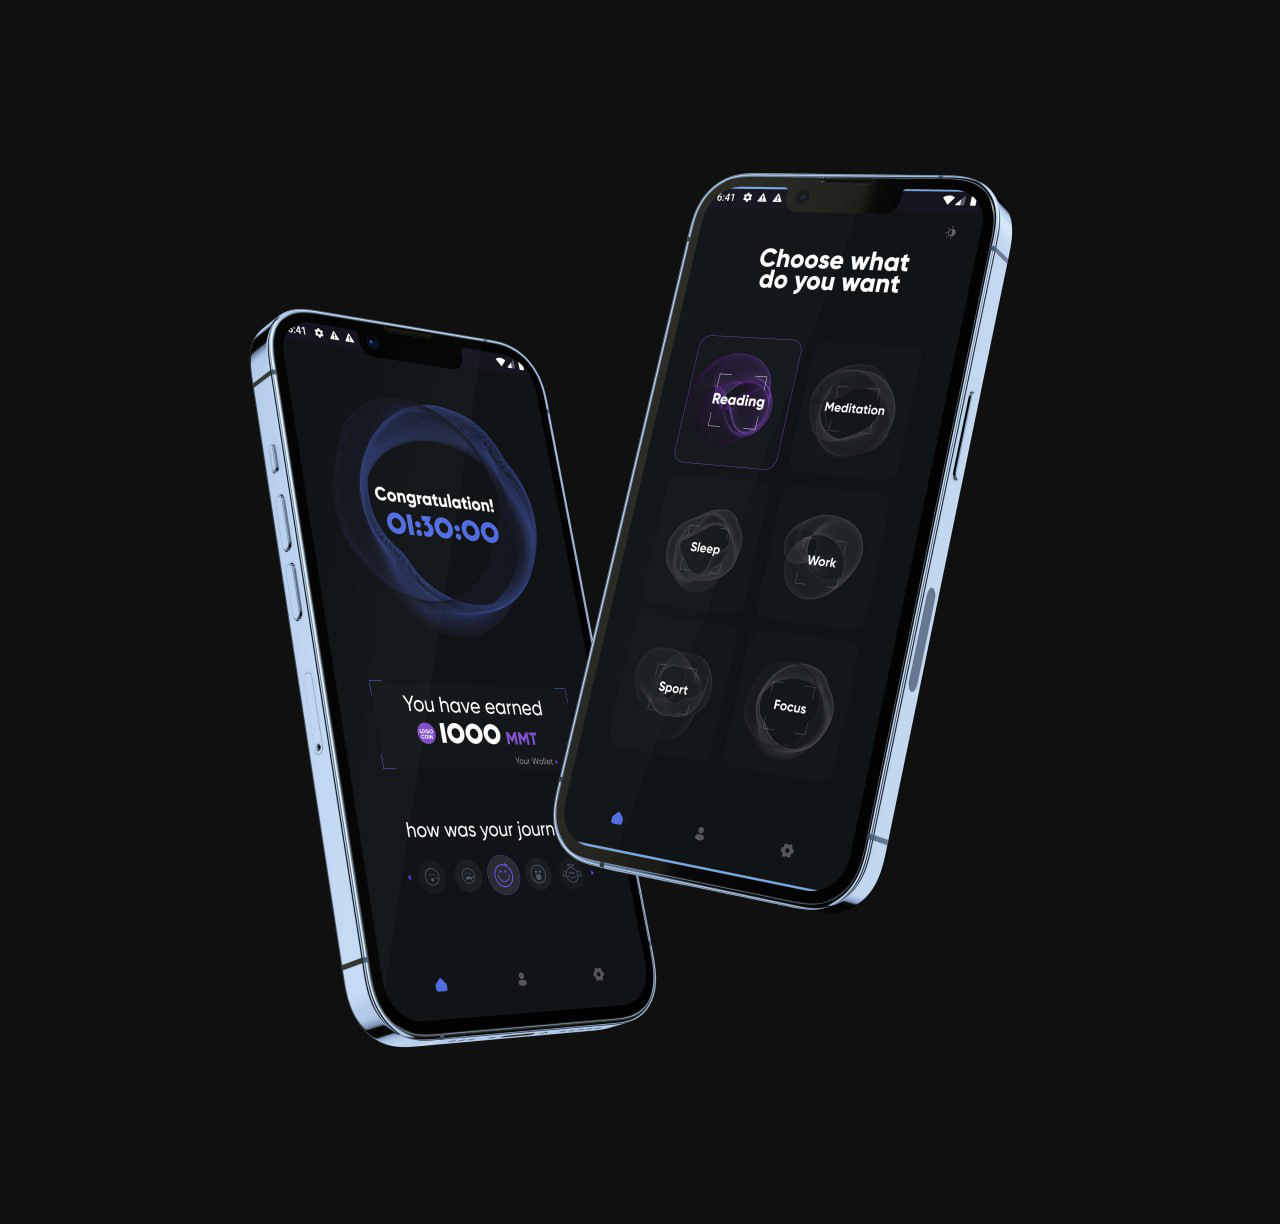 :41
Congratulation!
01:30:00
You have earned
LOGO
COIN
1000 MMT
Your Wallet ›
how was your journ
6:41
Choose what
do you want
Reading
Meditation
Sleep
Work
Sport
Focus